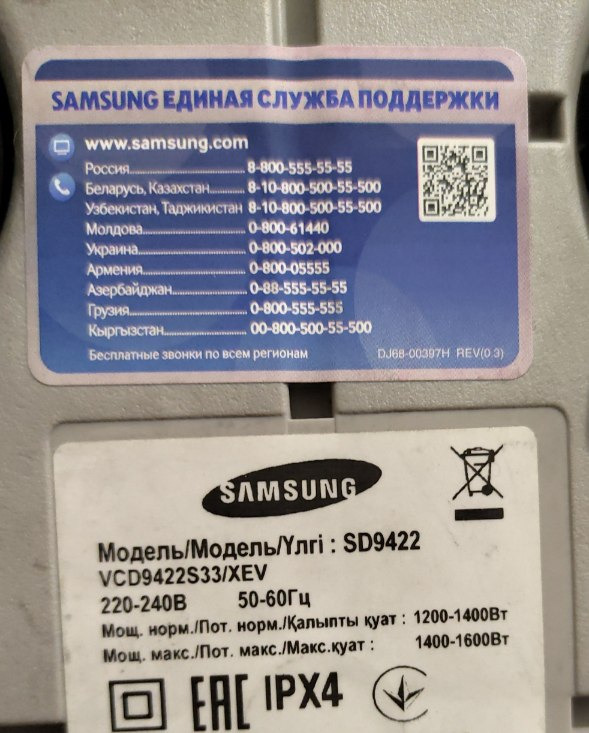 SAMSUNG ЕДИНАЯ СЛУЖБА ПОДДЕРЖКИ
www.samsung.com
Россия........................ 8-800-555-55-55
Беларусь, Казахстан......... 8-10-800-500-55-500
Узбекистан, Таджикистан 8-10-800-500-55-500
Молдова........................ 0-800-61440
Украина........................ 0-800-502-000
Армения........................ 0-800-05555
Азербайджан.................. 0-88-555-55-55
Грузия........................ 0-800-555-555
Кыргызстан.................... 00-800-500-55-500
Бесплатные звонки по всем регионам DJ68-00397H REV(0.3)
SAMSUNG
Модель/Модель/Үлгі : SD9422
VCD9422S33/XEV
220-240В 50-60Гц
Мощ. норм./Пот. норм./Қалыпты қуат : 1200-1400Вт
Мощ. макс./Пот. макс./Макс.қуат : 1400-1600Вт
EAC IPX4